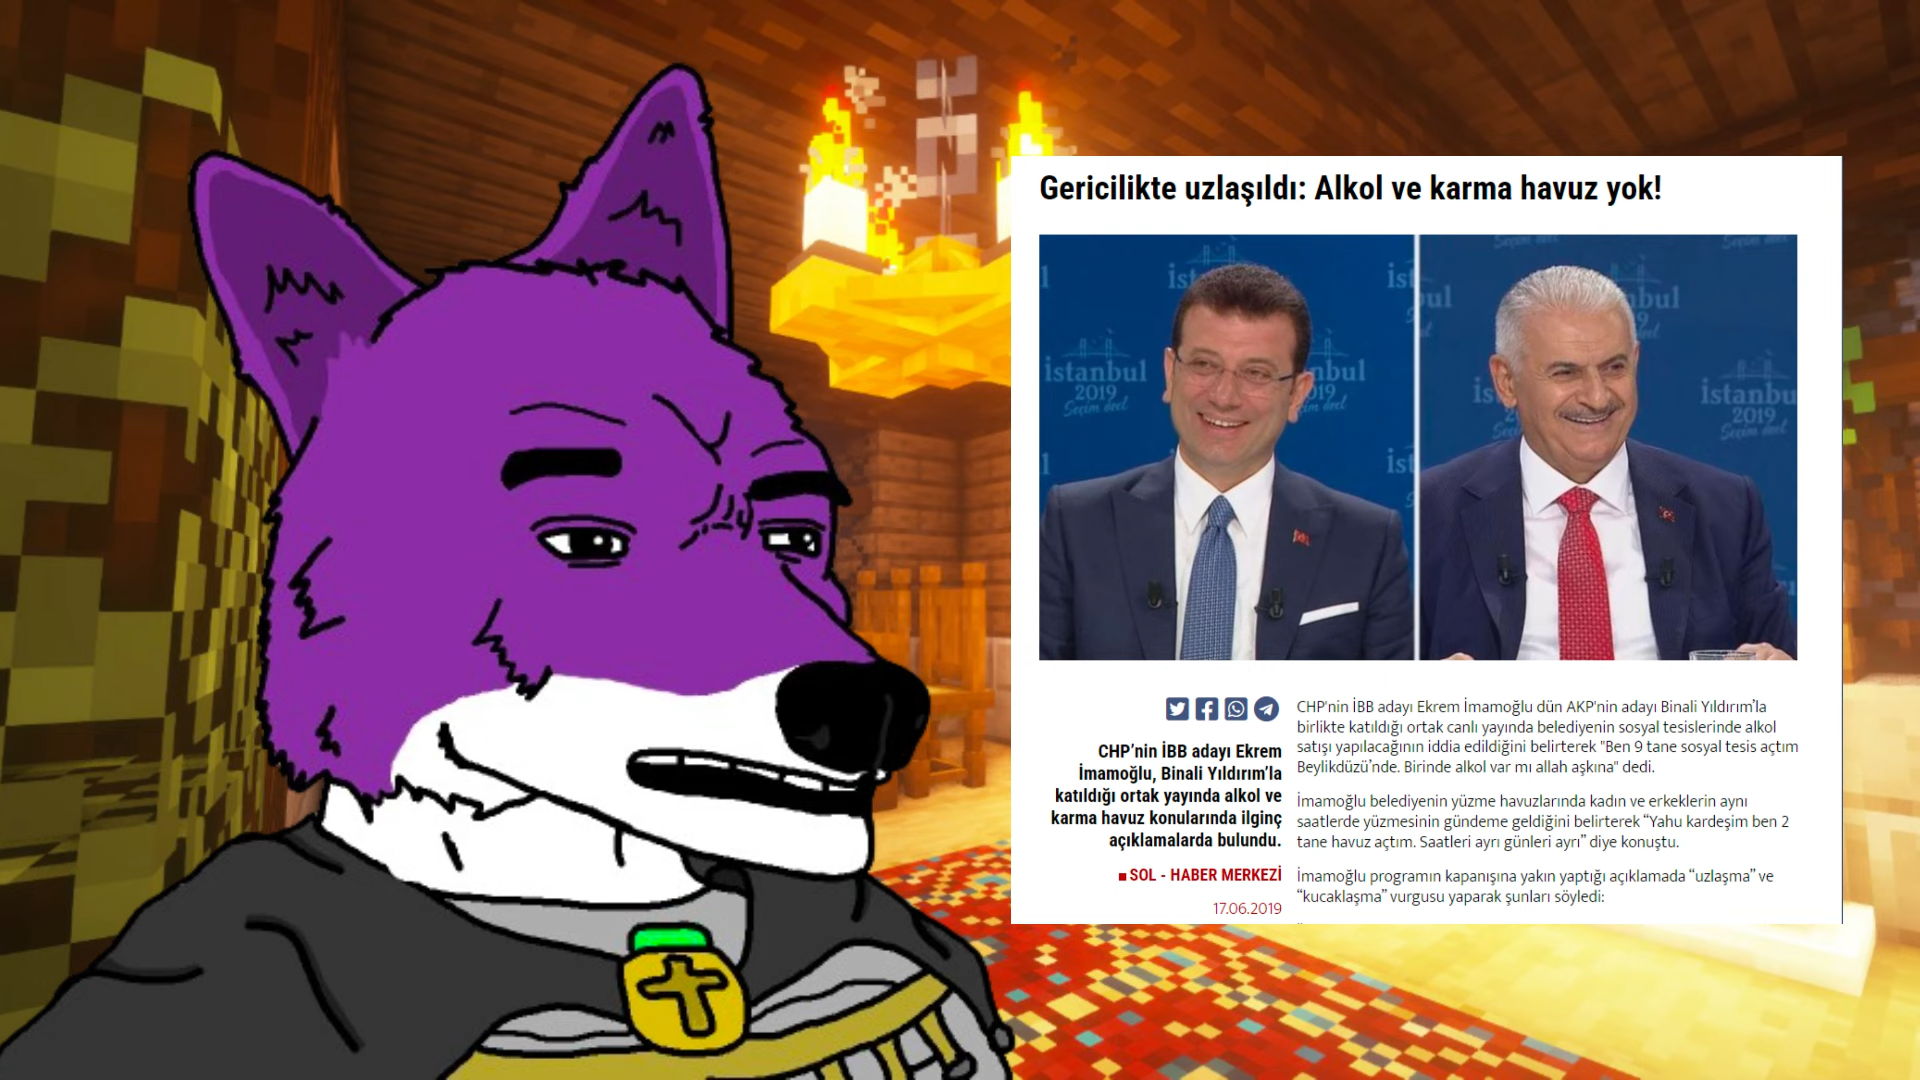 Gericilikte uzlaşıldı: Alkol ve karma havuz yok!
istanbul
2019
Seçim özel
istanbul
2019
Seçim özel
CHP’nin İBB adayı Ekrem
İmamoğlu, Binali Yıldırım’la
katıldığı ortak yayında alkol ve
karma havuz konularında ilginç
açıklamalarda bulundu.
SOL - HABER MERKEZİ
17.06.2019
CHP'nin İBB adayı Ekrem İmamoğlu dün AKP'nin adayı Binali Yıldırım’la
birlikte katıldığı ortak canlı yayında belediyenin sosyal tesislerinde alkol
satışı yapılacağının iddia edildiğini belirterek "Ben 9 tane sosyal tesis açtım
Beylikdüzü’nde. Birinde alkol var mı allah aşkına" dedi.
İmamoğlu belediyenin yüzme havuzlarında kadın ve erkeklerin aynı
saatlerde yüzmesinin gündeme geldiğini belirterek “Yahu kardeşim ben 2
tane havuz açtım. Saatleri ayrı günleri ayrı” diye konuştu.
İmamoğlu programın kapanışına yakın yaptığı açıklamada “uzlaşma” ve
“kucaklaşma” vurgusu yaparak şunları söyledi: